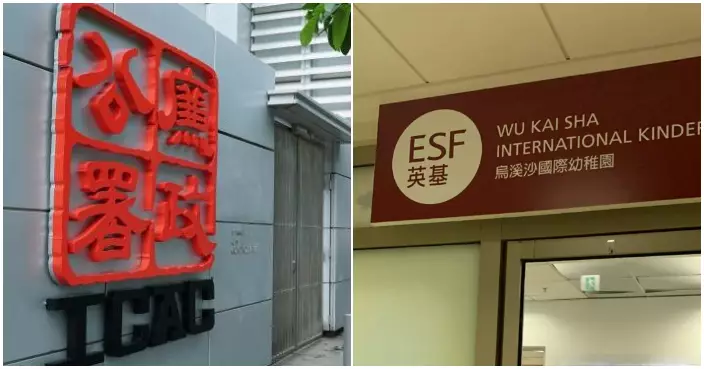 廉政
公署
ICAC
ESF
英基
WU KAI SHA
INTERNATIONAL KINDER
烏溪沙國際幼稚園